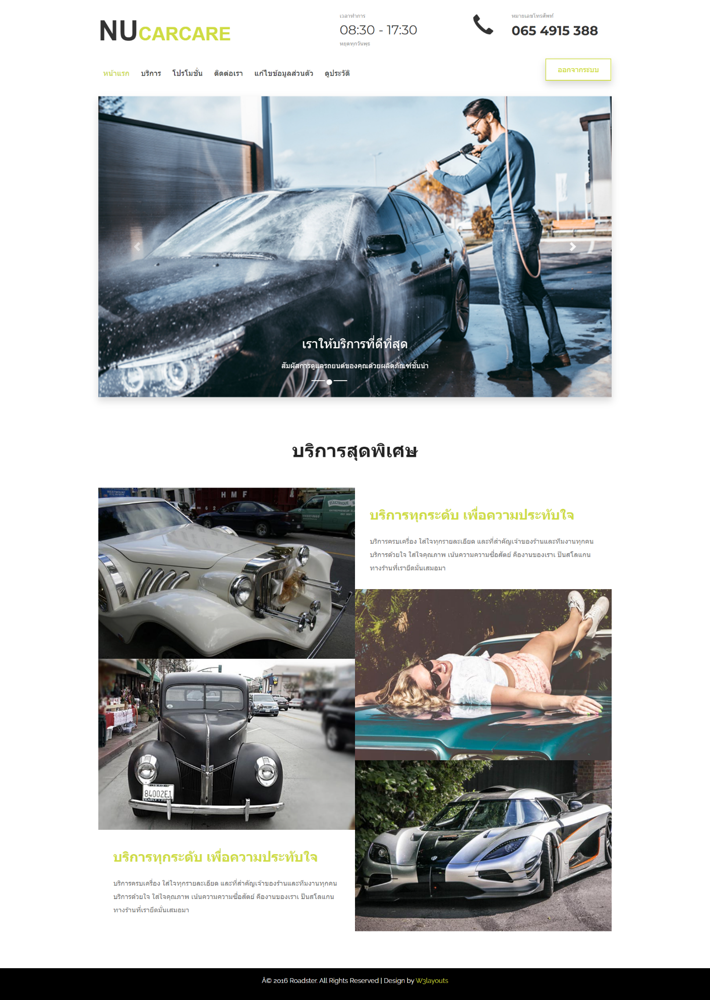 NUCARCARE
เวลาทำการ
08:30 - 17:30
หยุดทุกวันพุธ
หมายเลขโทรศัพท์
065 4915 388
หน้าแรก บริการ โปรโมชั่น ติดต่อเรา แก้ไขข้อมูลส่วนตัว ดูประวัติ
ออกจากระบบ
เราให้บริการที่ดีที่สุด
สัมผัสการดูแลรถยนต์ของคุณด้วยผลิตภัณฑ์ชั้นนำ
บริการสุดพิเศษ
WESTMOUNT
HMF
621
ELECTRIQUE
บริการทุกระดับ เพื่อความประทับใจ
บริการครบเครื่อง ใส่ใจทุกรายละเอียด และที่สำคัญเจ้าของร้านและทีมงานทุกคน
บริการด้วยใจ ใส่ใจคุณภาพ เน้นความความซื่อสัตย์ คืองานของเราเ ป็นสโลแกน
ทางร้านที่เรายึดมั่นเสมอมา
1940
84002E1
บริการทุกระดับ เพื่อความประทับใจ
บริการครบเครื่อง ใส่ใจทุกรายละเอียด และที่สำคัญเจ้าของร้านและทีมงานทุกคน
บริการด้วยใจ ใส่ใจคุณภาพ เน้นความความซื่อสัตย์ คืองานของเราเ ป็นสโลแกน
ทางร้านที่เรายึดมั่นเสมอมา
Â© 2016 Roadster. All Rights Reserved | Design by W3layouts